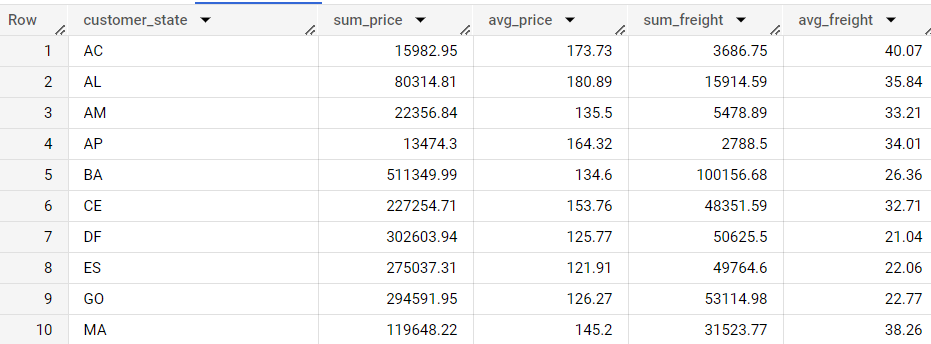 Row customer_state sum_price avg_price sum_freight avg_freight
1 AC 15982.95 173.73 3686.75 40.07
2 AL 80314.81 180.89 15914.59 35.84
3 AM 22356.84 135.5 5478.89 33.21
4 AP 13474.3 164.32 2788.5 34.01
5 BA 511349.99 134.6 100156.68 26.36
6 CE 227254.71 153.76 48351.59 32.71
7 DF 302603.94 125.77 50625.5 21.04
8 ES 275037.31 121.91 49764.6 22.06
9 GO 294591.95 126.27 53114.98 22.77
10 MA 119648.22 145.2 31523.77 38.26